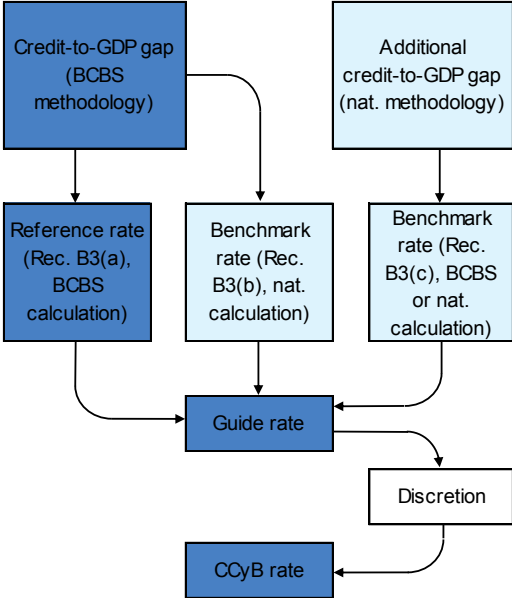 Credit-to-GDP gap
(BCBS
methodology)
Additional
credit-to-GDP gap
(nat. methodology)
Reference rate
(Rec. B3(a),
BCBS
calculation)
Benchmark
rate (Rec.
B3(b), nat.
calculation)
Benchmark
rate (Rec.
B3(c), BCBS
or nat.
calculation)
Guide rate
Discretion
CCyB rate